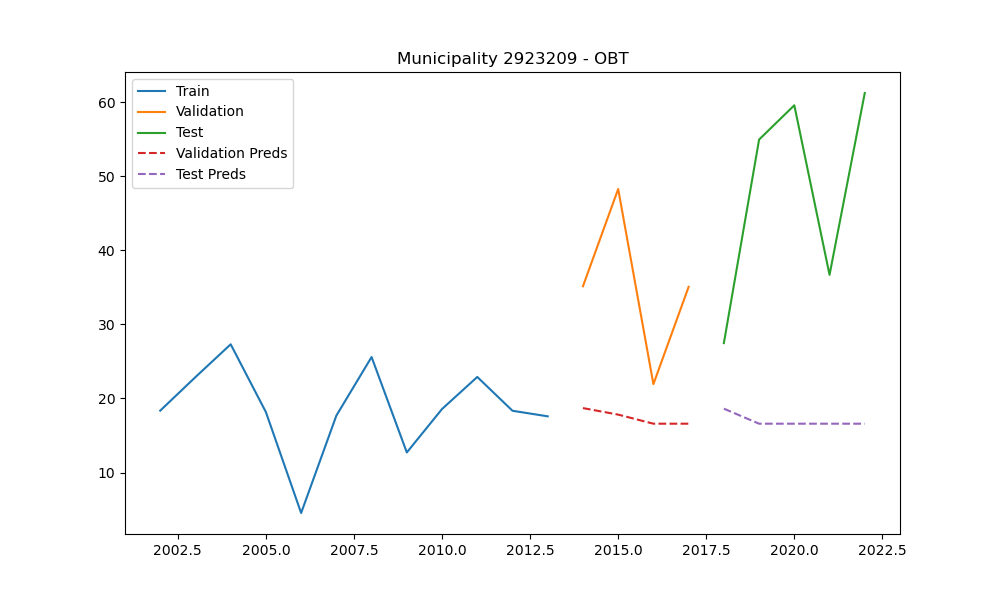 Municipality 2923209 - OBT
Train
Validation
Test
Validation Preds
Test Preds
60
50
40
30
20
10
2002.5 2005.0 2007.5 2010.0 2012.5 2015.0 2017.5 2020.0 2022.5